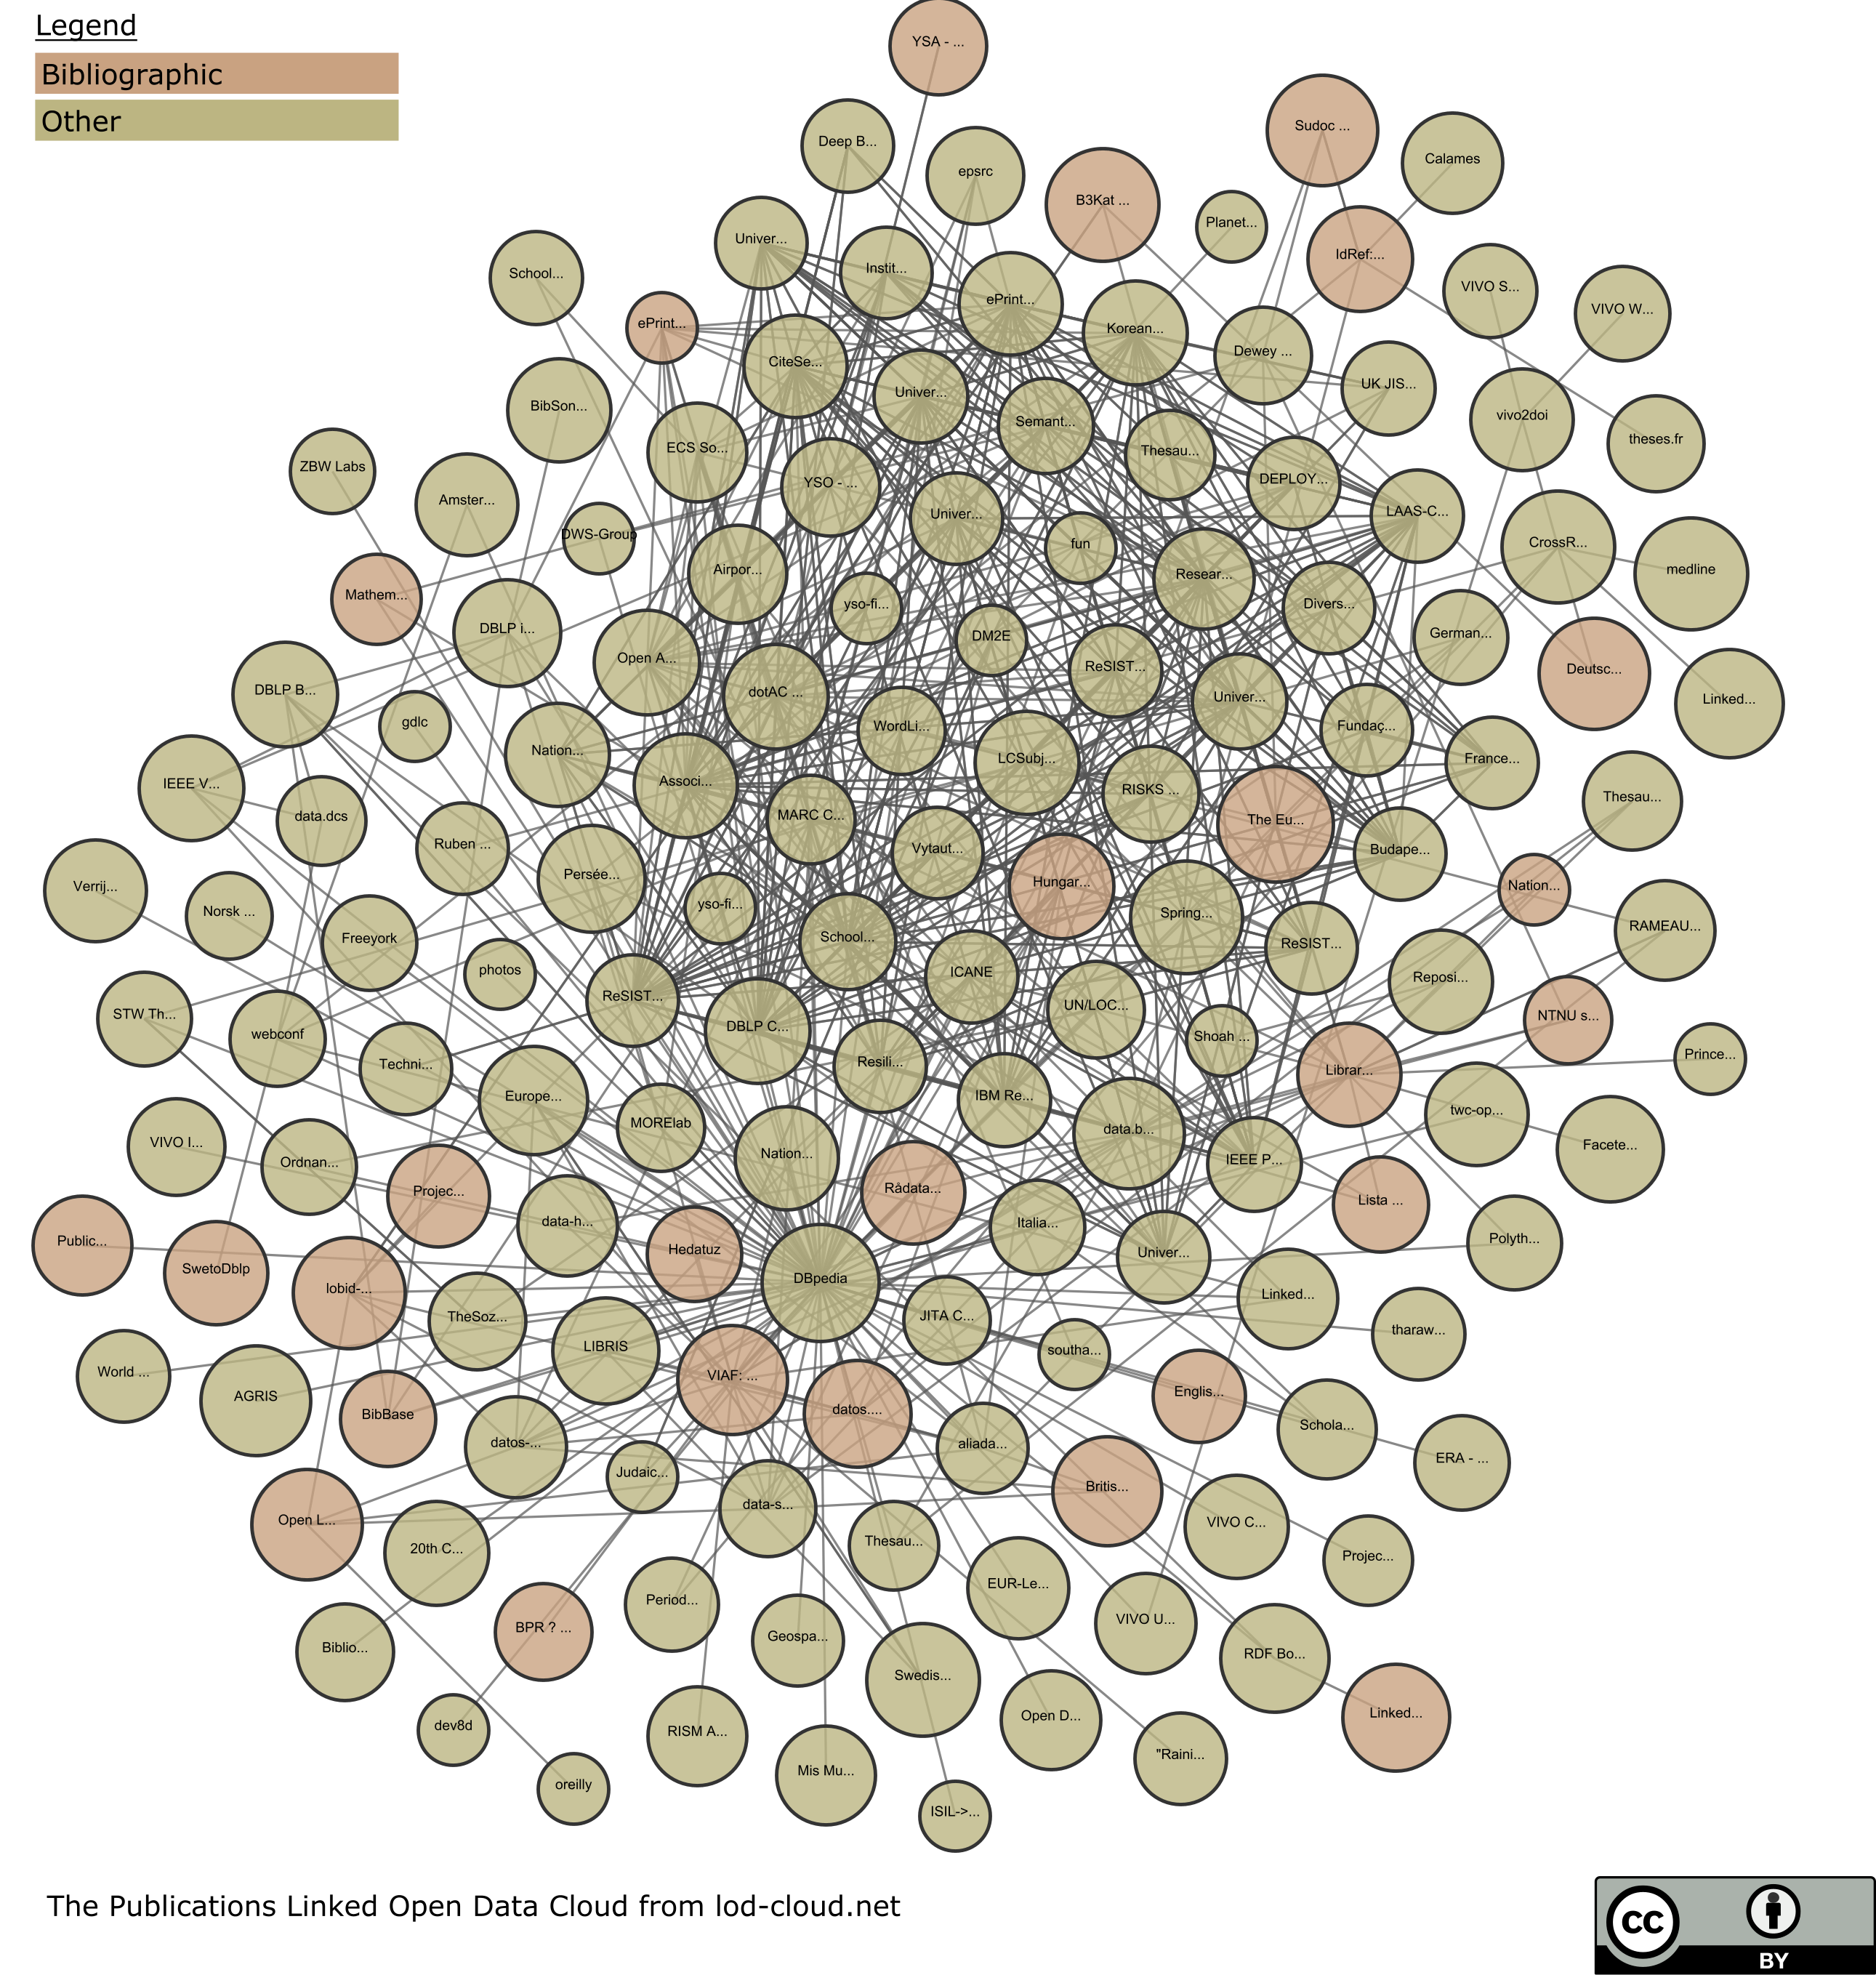 Legend
Bibliographic
Other
YSA - ...
Sudoc ...
Deep B...
Calames
epsrc
B3Kat ...
Planet...
Univer...
IdRef:...
Instit...
School...
VIVO S...
ePrint...
VIVO W...
ePrint...
Korean...
Dewey ...
CiteSe...
UK JIS...
Univer...
BibSon...
vivo2doi
Semant...
theses.fr
ECS So...
Thesau...
ZBW Labs
DEPLOY...
YSO - ...
Amster...
LAAS-C...
Univer...
DWS-Group
CrossR...
fun
Airpor...
medline
Resear...
Mathem...
yso-fi...
Divers...
DBLP i...
German...
DM2E
Open A...
ReSIST...
Deutsc...
DBLP B...
dotAC ...
Univer...
Linked...
gdlc
WordLi...
Fundaç...
Nation...
LCSubj...
France...
Associ...
IEEE V...
RISKS ...
Thesau...
data.dcs
MARC C...
The Eu...
Ruben ...
Vytaut...
Budape...
Persée...
Hungar...
Verrij...
Nation...
yso-fi...
Norsk ...
Spring...
RAMEAU...
Freeyork
School...
ReSIST...
photos
ICANE
Reposi...
ReSIST...
UN/LOC...
STW Th...
NTNU s...
DBLP C...
webconf
Shoah ...
Prince...
Techni...
Resili...
Librar...
Europe...
IBM Re...
twc-op...
MORElab
data.b...
VIVO I...
Facete...
Nation...
Ordnan...
IEEE P...
Projec...
Rådata...
Lista ...
data-h...
Italia...
Public...
Hedatuz
Univer...
Polyth...
SwetoDblp
DBpedia
lobid-...
Linked...
TheSoz...
JITA C...
tharaw...
LIBRIS
southa...
World ...
VIAF: ...
AGRIS
Englis...
BibBase
datos....
Schola...
datos-...
aliada...
ERA - ...
Judaic...
Britis...
data-s...
Open L...
VIVO C...
Thesau...
20th C...
Projec...
EUR-Le...
Period...
VIVO U...
BPR ? ...
Geospa...
Biblio...
RDF Bo...
Swedis...
Linked...
Open D...
dev8d
RISM A...
"Raini...
Mis Mu...
oreilly
ISIL->...
The Publications Linked Open Data Cloud from lod-cloud.net
cc
BY